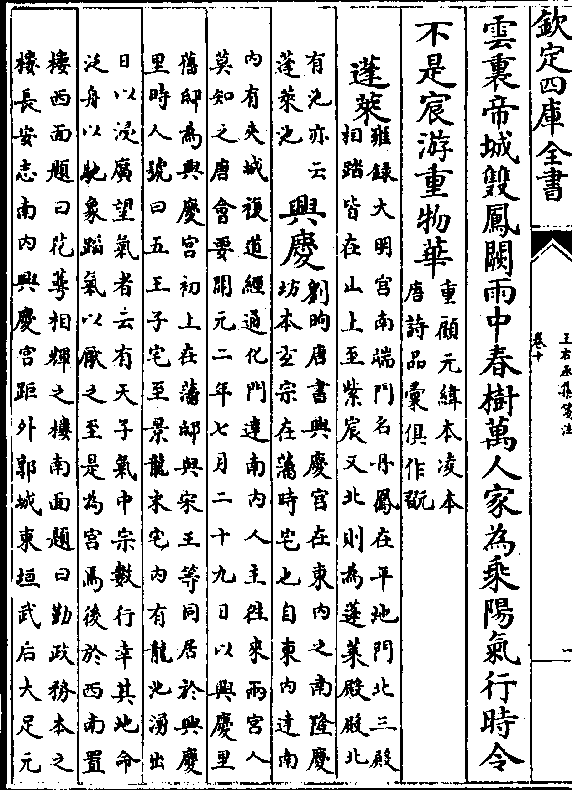 欽定四庫全書
王右丞集箋注
卷十
一
雲裏帝城雙鳳闕雨中春樹萬人家為乘陽氣行時令
不是宸游重物華
重顧元緯本凌本
唐詩品彙俱作翫
蓬萊
雍録大明宫南端門名丹鳳在平地門北三殿
相踏皆在山上至紫宸又北則為蓬萊殿殿北
有池亦云
蓬萊池
興慶
劉昫唐書興慶宫在東内之南隆慶
坊本𤣥宗在藩時宅也自東内達南
内有夾城複道經通化門達南内人主徃來兩宫人
莫知之唐會要開元二年七月二十九日以興慶里
舊邸為興慶宫初上在藩邸與宋王等同居於興慶
里時人號曰五王子宅至景龍末宅内有龍池湧出
日以浸廣望氣者云有天子氣中宗數行幸其地命
泛舟以馳象蹈氣以厭之至是為宫焉後於西南置
樓西面題曰花蕚相輝之樓南面題曰勤政務本之
樓長安志南内興慶宫距外郭城東垣武后大足元